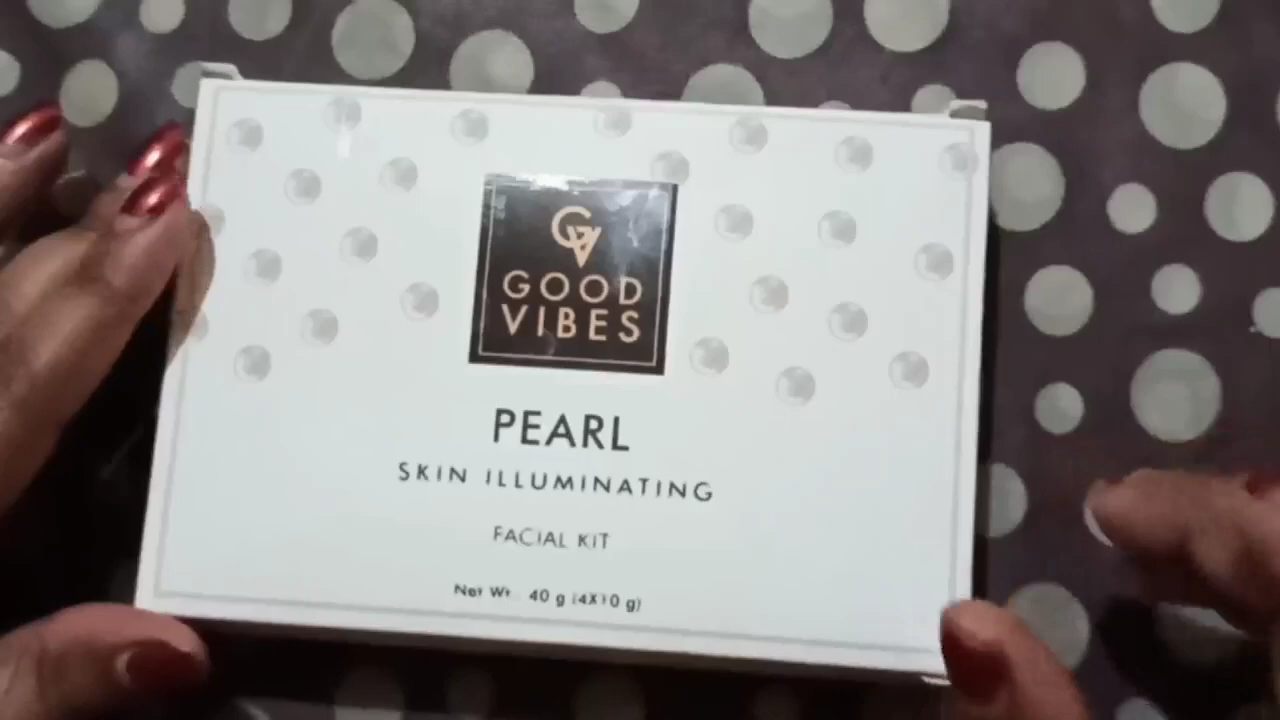 GV
GOOD
VIBES
PEARL
SKIN ILLUMINATING
FACIAL KIT
Net Wt. 40 g (4X10 g)